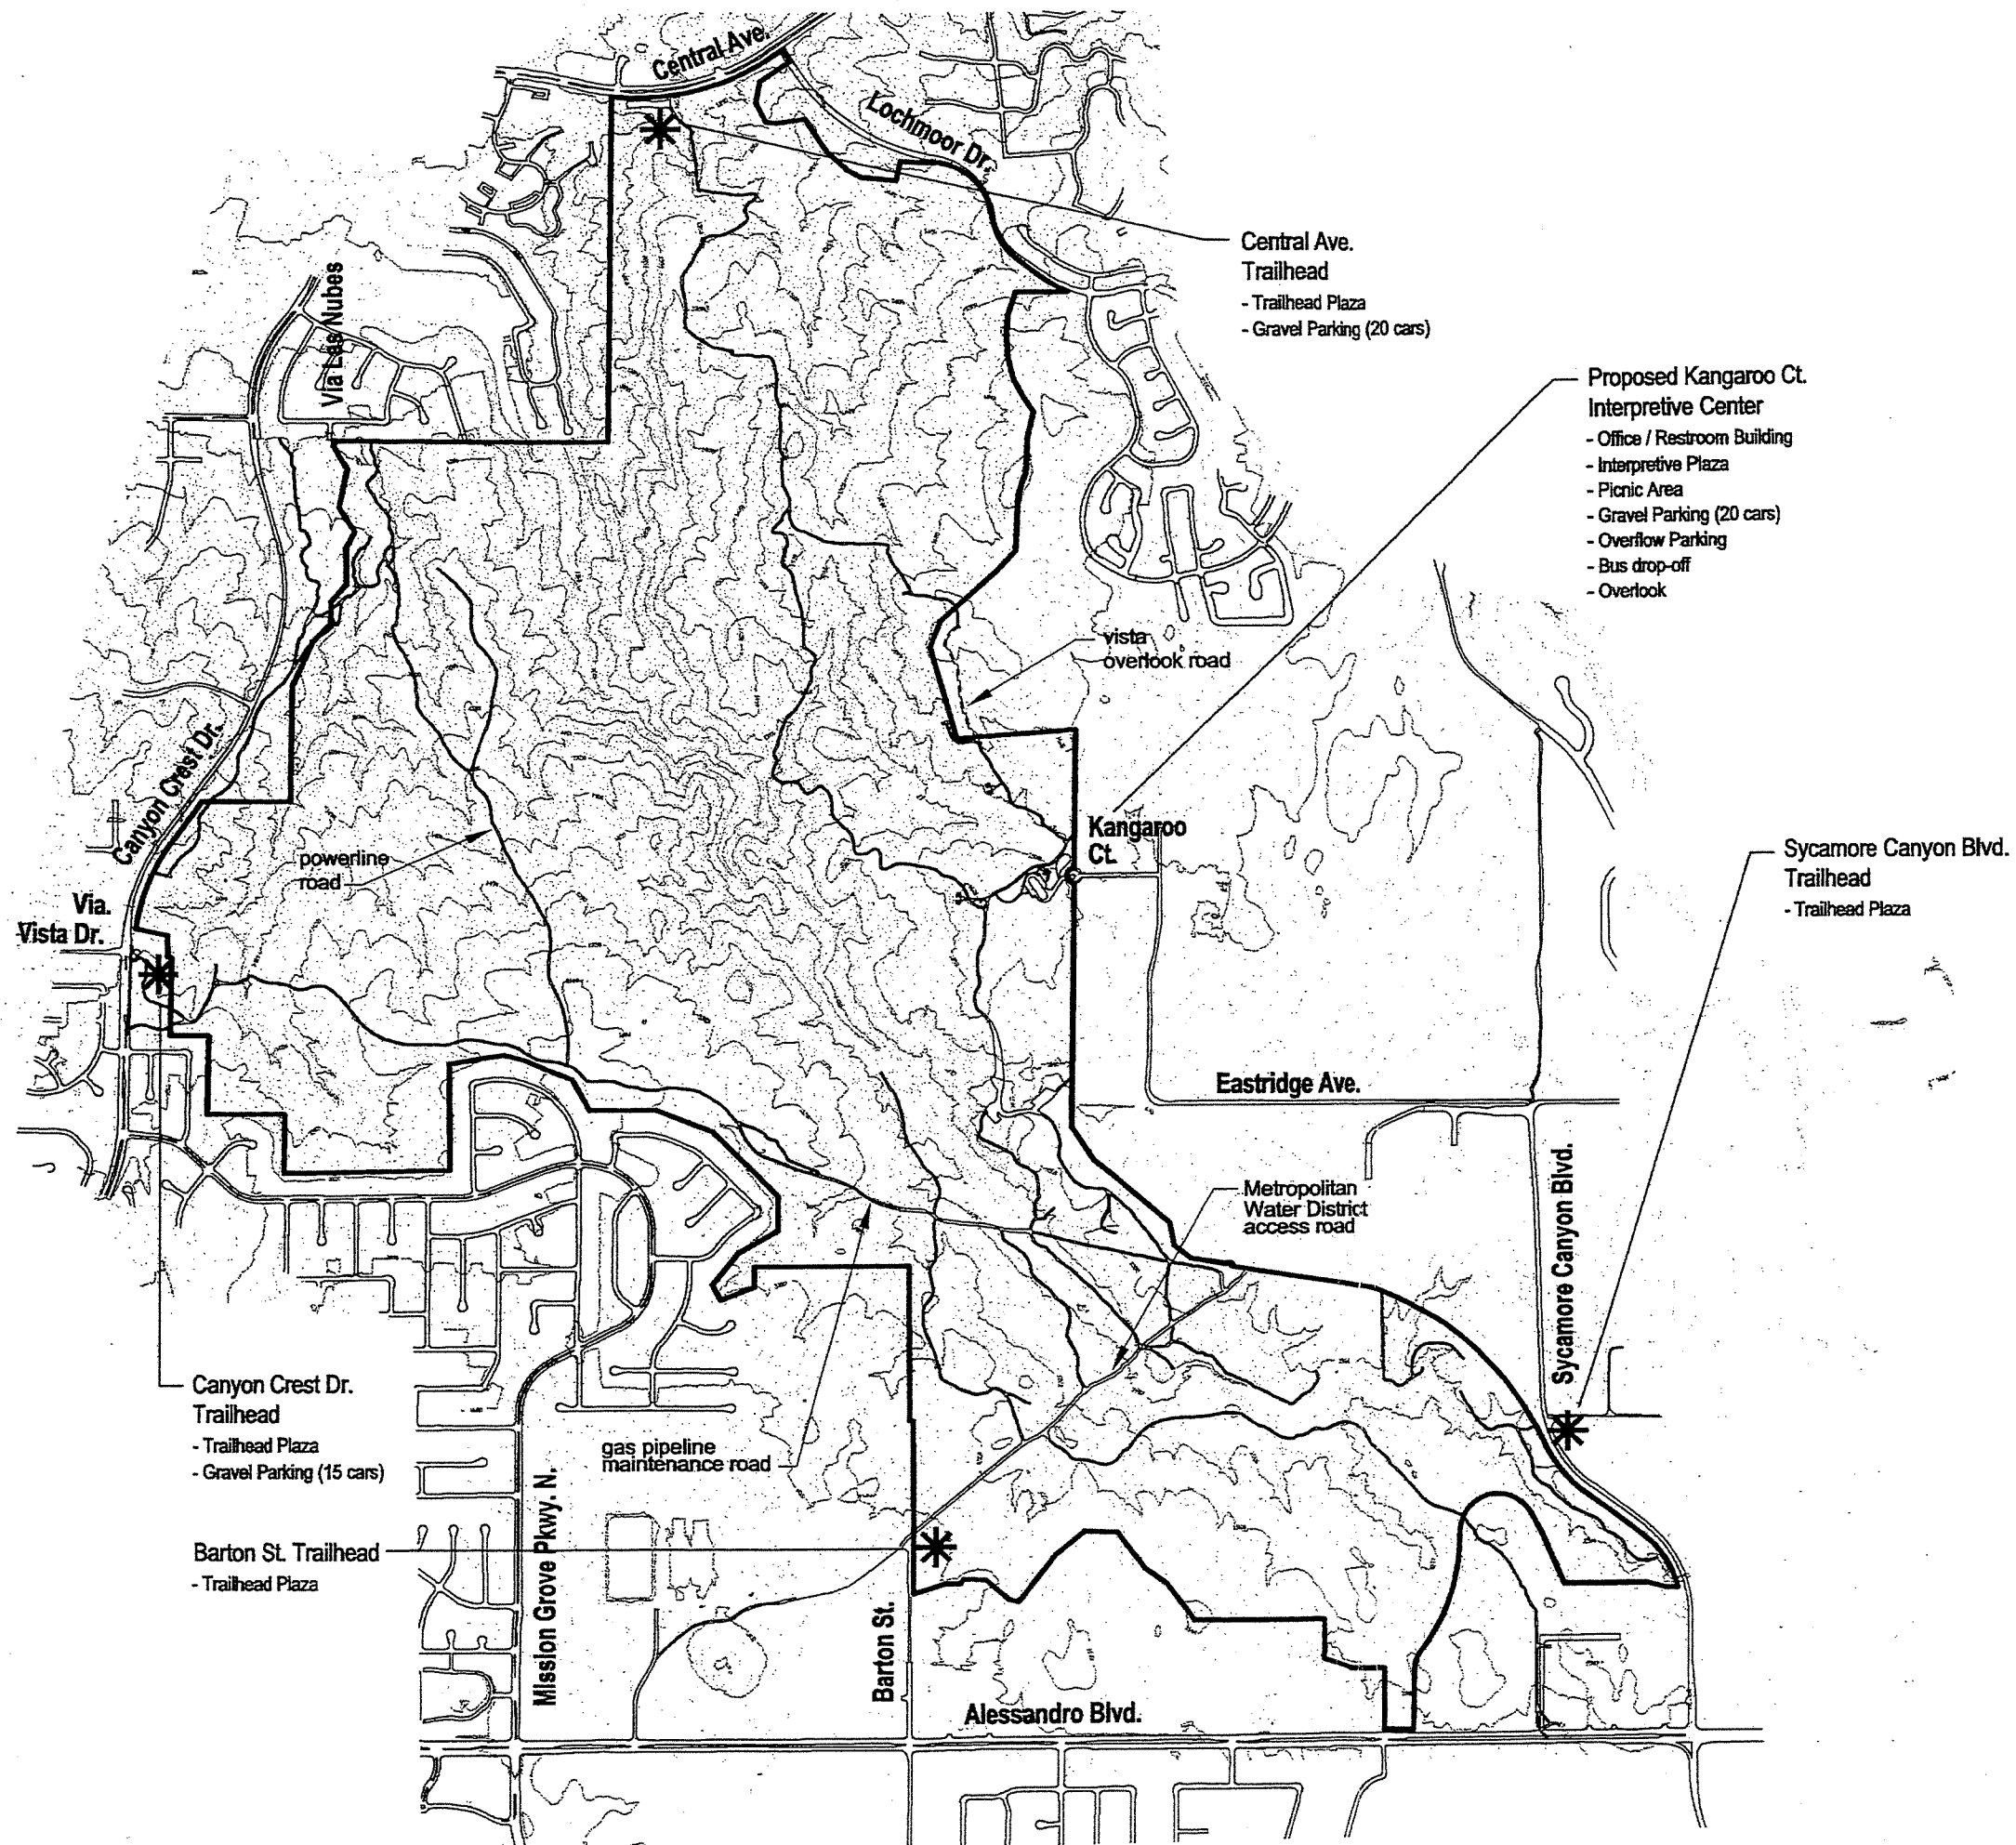 Central Ave.
Lochmoor Dr.
Central Ave.
Trailhead
- Trailhead Plaza
- Gravel Parking (20 cars)
Via Las Nubes
Proposed Kangaroo Ct.
Interpretive Center
- Office / Restroom Building
- Interpretive Plaza
- Picnic Area
- Gravel Parking (20 cars)
- Overflow Parking
- Bus drop-off
- Overlook
vista
overlook road
Canyon Crest Dr.
Kangaroo
Ct.
powerline
road
Sycamore Canyon Blvd.
Trailhead
- Trailhead Plaza
Via.
Vista Dr.
Eastridge Ave.
Metropolitan
Water District
access road
Sycamore Canyon Blvd.
Canyon Crest Dr.
Trailhead
- Trailhead Plaza
- Gravel Parking (15 cars)
gas pipeline
maintenance road
Mission Grove Pkwy. N.
Barton St. Trailhead
- Trailhead Plaza
Barton St.
Alessandro Blvd.